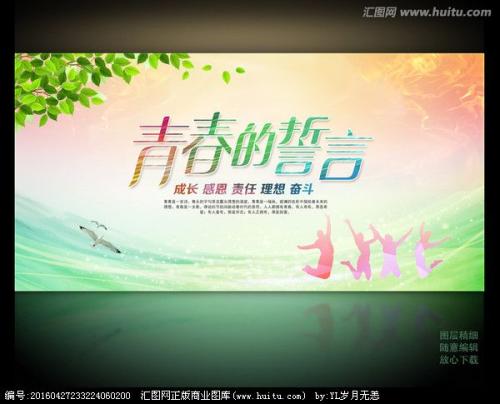 汇图网 www.huitu.com
青春的誓言
成长 感恩 责任 理想 奋斗
图层精细
随意编辑
放心下载
编号:20160427233224060200 汇图网正版商业图库(www.huitu.com) by:YL岁月无恙